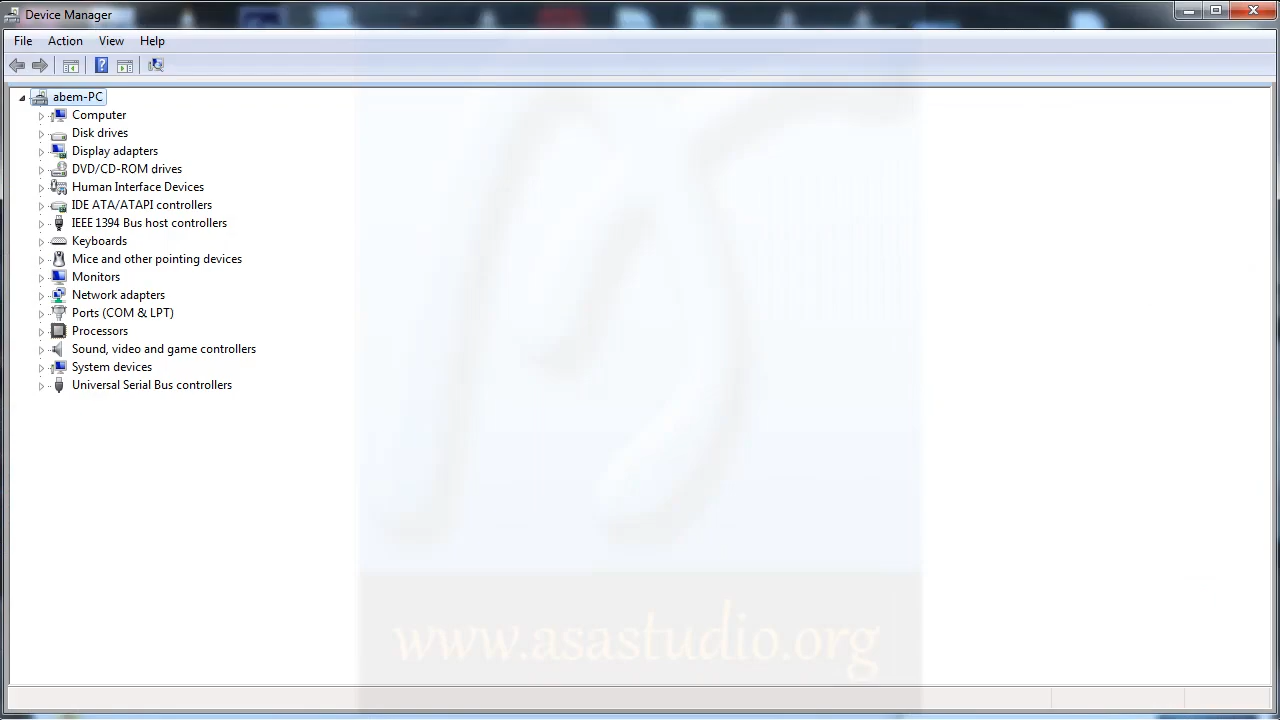 Device Manager
File Action View Help
abem-PC
Computer
Disk drives
Display adapters
DVD/CD-ROM drives
Human Interface Devices
IDE ATA/ATAPI controllers
IEEE 1394 Bus host controllers
Keyboards
Mice and other pointing devices
Monitors
Network adapters
Ports (COM & LPT)
Processors
Sound, video and game controllers
System devices
Universal Serial Bus controllers
www.asastudio.org